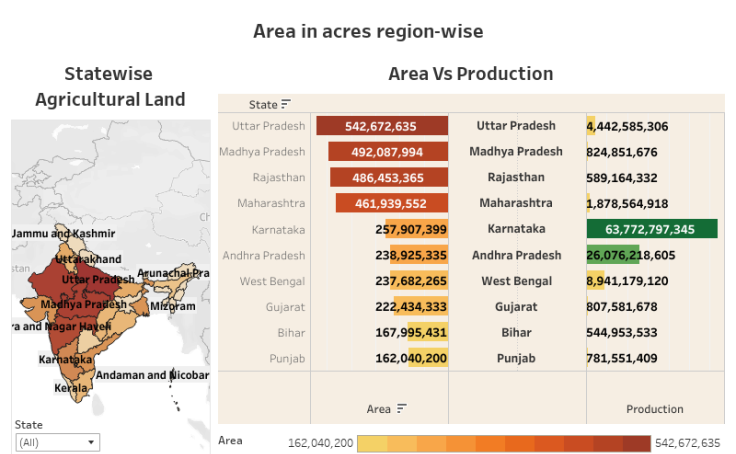 Area in acres region-wise
Statewise
Agricultural Land
Area Vs Production
State
Uttar Pradesh 542,672,635 Uttar Pradesh 4,442,585,306
Madhya Pradesh 492,087,994 Madhya Pradesh 824,851,676
Rajasthan 486,453,365 Rajasthan 589,164,332
Maharashtra 461,939,552 Maharashtra 1,878,564,918
Karnataka 257,907,399 Karnataka 63,772,797,345
Andhra Pradesh 238,925,335 Andhra Pradesh 26,076,218,605
West Bengal 237,682,265 West Bengal 8,941,179,120
Gujarat 222,434,333 Gujarat 807,581,678
Bihar 167,995,431 Bihar 544,953,533
Punjab 162,040,200 Punjab 781,551,409
Area Production
Ch
Jammu and Kashmir
stan
Uttarakhand
Arunachal Pra
Uttar Pradesh
Madhya Pradesh
Mizoram
ra and Nagar Haveli
Karnataka
Andaman and Nicobar
Kerala
State
(All)
Area 162,040,200 542,672,635